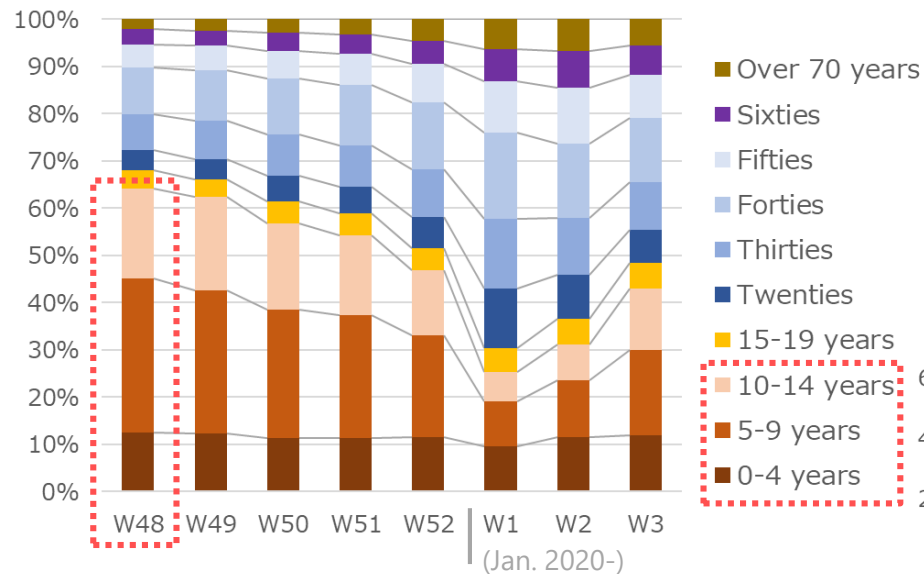 100%
90%
80%
70%
60%
50%
40%
30%
20%
10%
0%
W48 W49 W50 W51 W52 W1 W2 W3
(Jan. 2020-)
Over 70 years
Sixties
Fifties
Forties
Thirties
Twenties
15-19 years
10-14 years
5-9 years
0-4 years